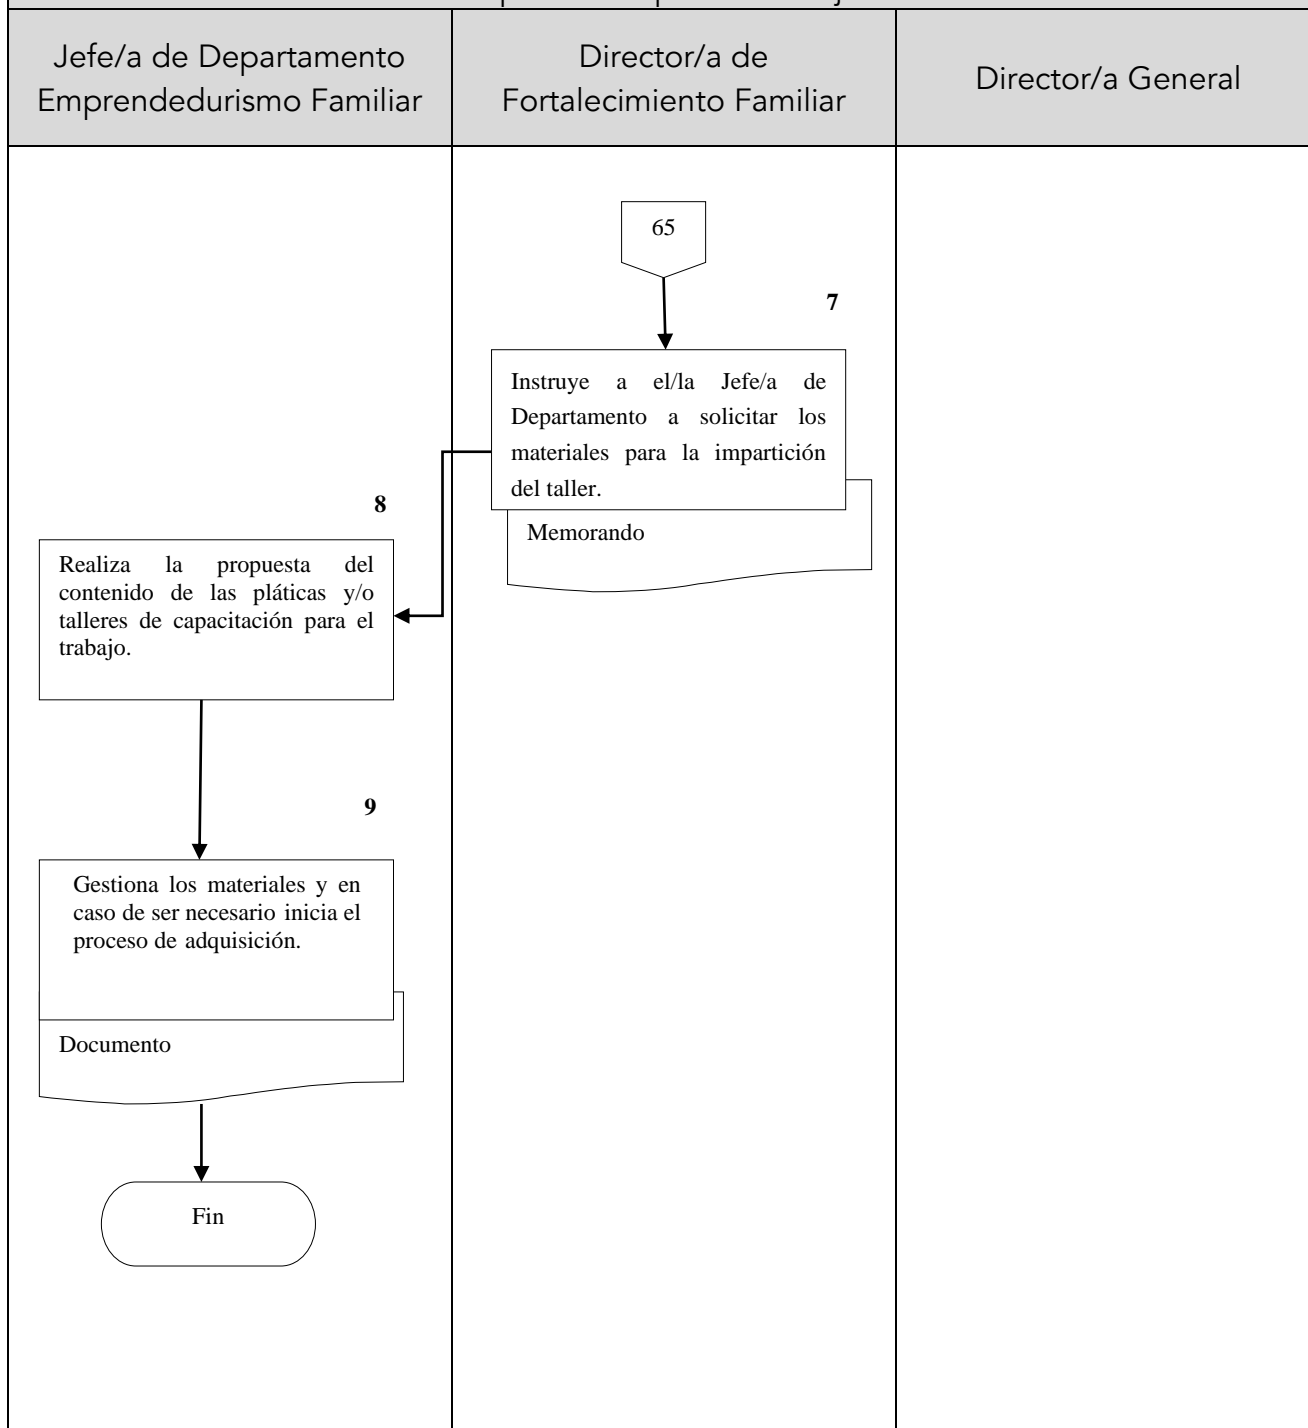 Jefe/a de Departamento
Emprendedurismo Familiar
Director/a de
Fortalecimiento Familiar
Director/a General
65
7
Instruye a el/la Jefe/a de
Departamento a solicitar los
materiales para la impartición
del taller.
Memorando
8
Realiza la propuesta del
contenido de las pláticas y/o
talleres de capacitación para el
trabajo.
9
Gestiona los materiales y en
caso de ser necesario inicia el
proceso de adquisición.
Documento
Fin